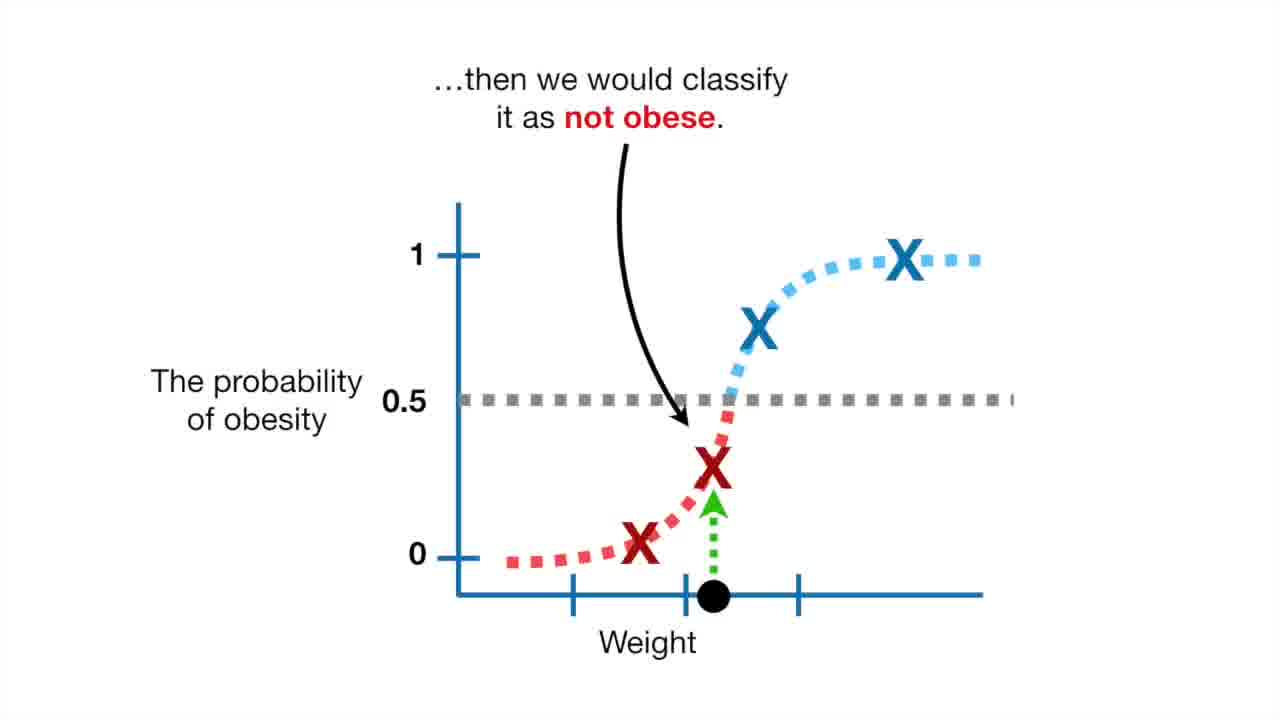 …then we would classify
it as not obese.
1
The probability
of obesity
0.5
0
Weight